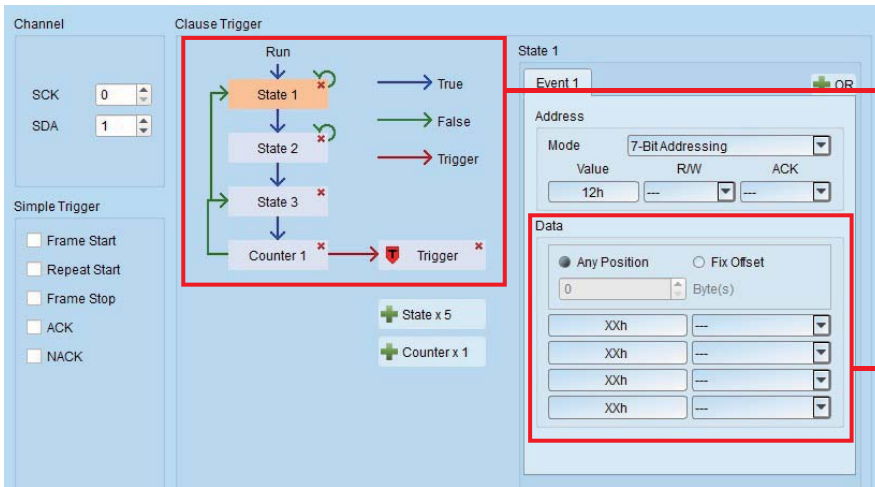 Channel
SCK 0
SDA 1
Simple Trigger
Frame Start
Repeat Start
Frame Stop
ACK
NACK
Clause Trigger
Run
State 1
State 2
State 3
Counter 1
T Trigger
True
False
Trigger
State x 5
Counter x 1
State 1
Event 1
OR
Address
Mode 7-Bit Addressing
Value R/W ACK
12h --- ---
Data
Any Position Fix Offset
0 Byte(s)
XXh ---
XXh ---
XXh ---
XXh ---